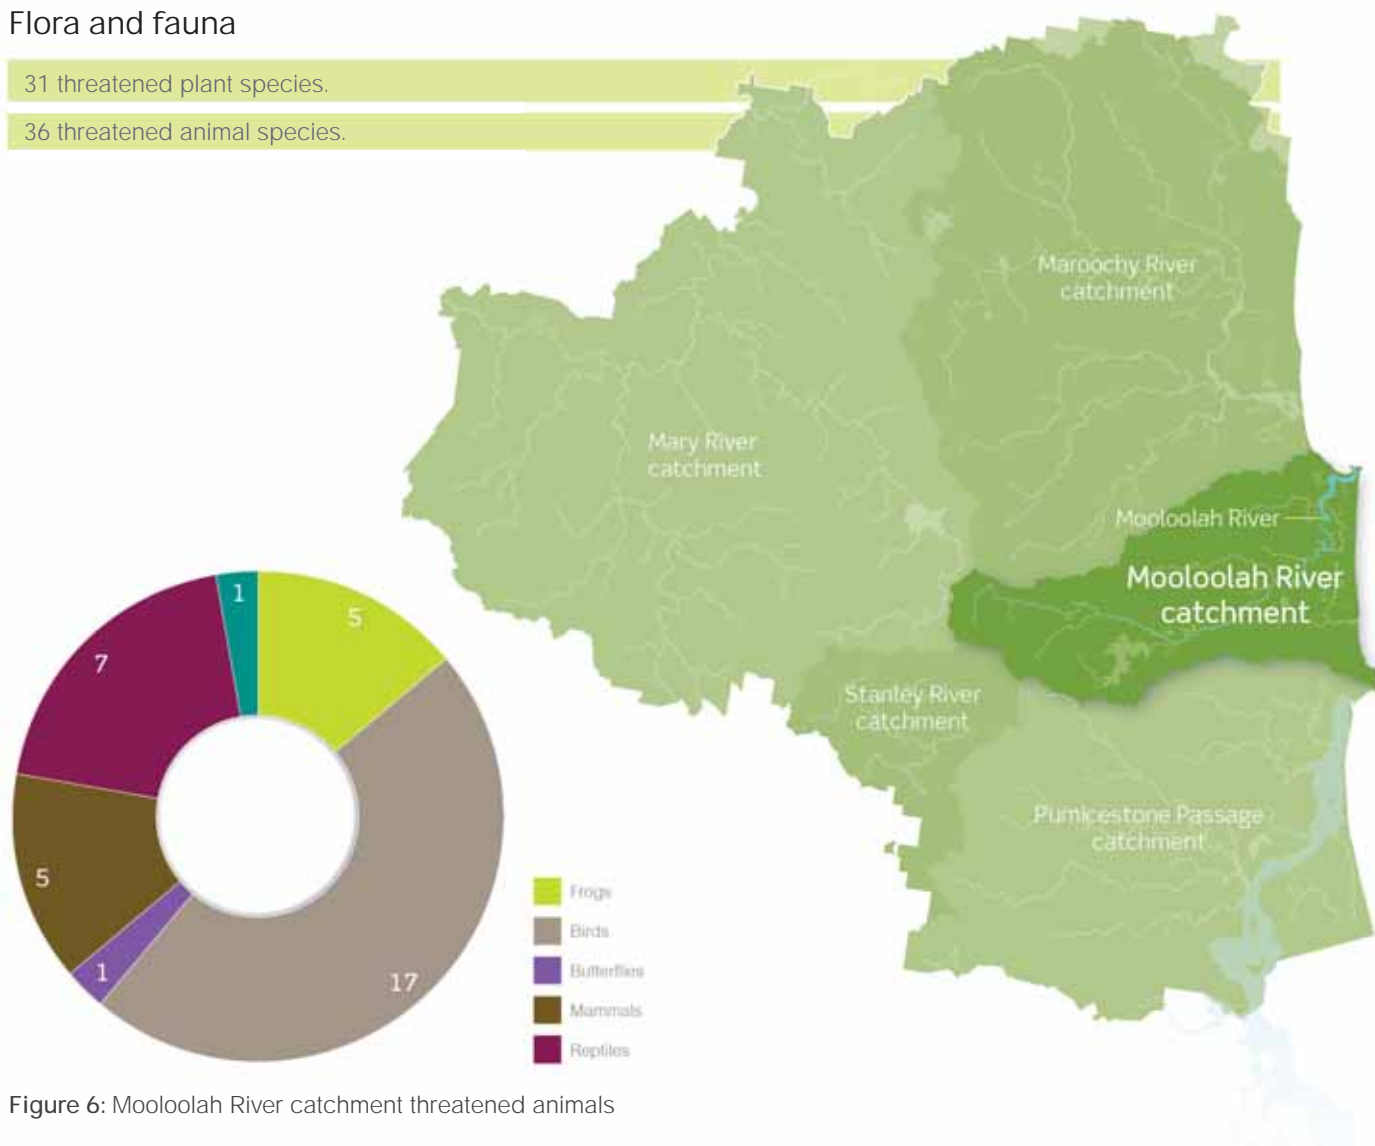 Flora and fauna
31 threatened plant species.
36 threatened animal species.
Maroochy River
catchment
Mary River
catchment
Mooloolah River
Mooloolah River
catchment
Stanley River
catchment
Pumicestone Passage
catchment
1
5
7
5
1
17
Frogs
Birds
Butterflies
Mammals
Reptiles
Figure 6: Mooloolah River catchment threatened animals